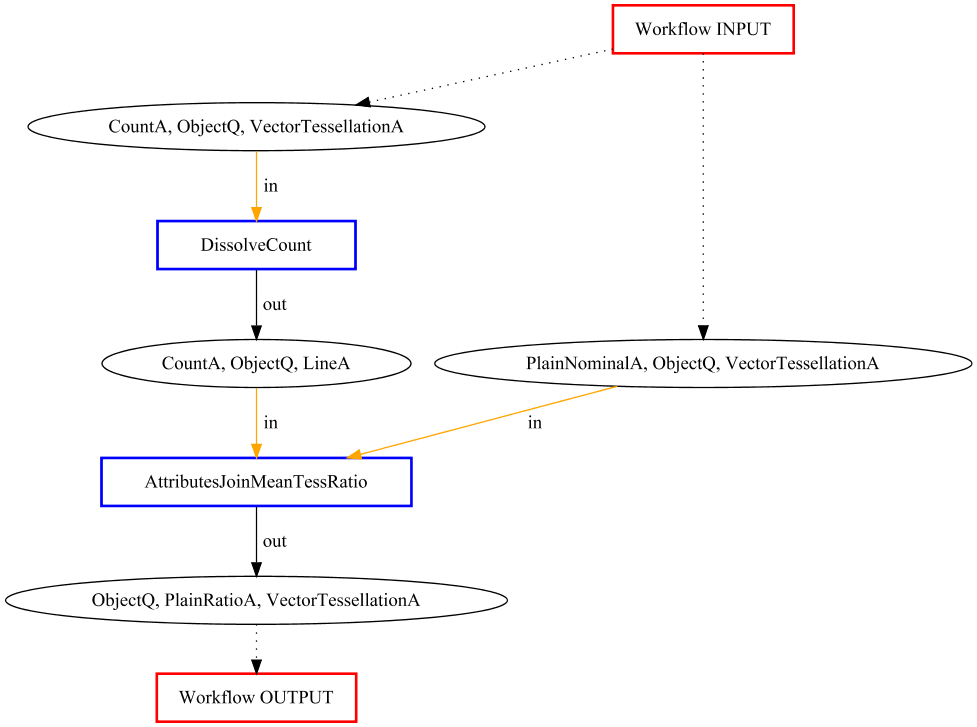 Workflow INPUT
CountA, ObjectQ, VectorTessellationA
in
DissolveCount
out
CountA, ObjectQ, LineA
PlainNominalA, ObjectQ, VectorTessellationA
in
in
AttributesJoinMeanTessRatio
out
ObjectQ, PlainRatioA, VectorTessellationA
Workflow OUTPUT